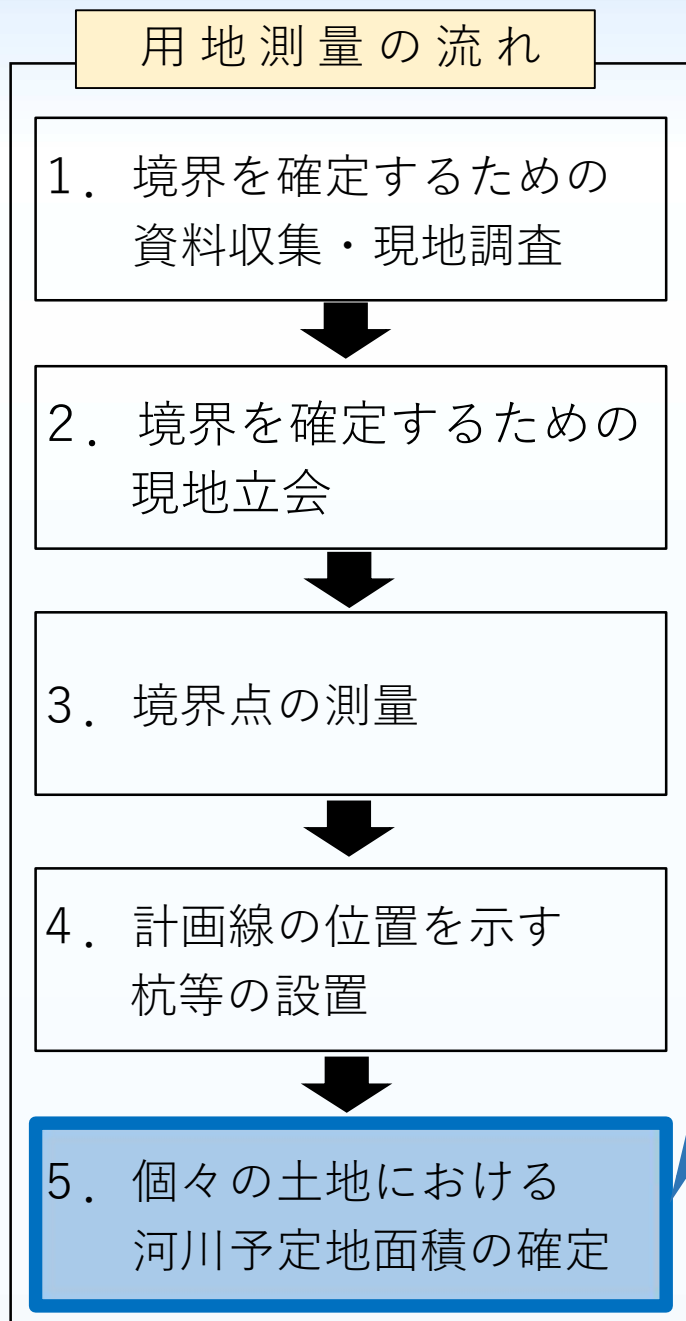 用地測量の流れ
1. 境界を確定するための
資料収集・現地調査
2. 境界を確定するための
現地立会
3. 境界点の測量
4. 計画線の位置を示す
杭等の設置
5. 個々の土地における
河川予定地面積の確定